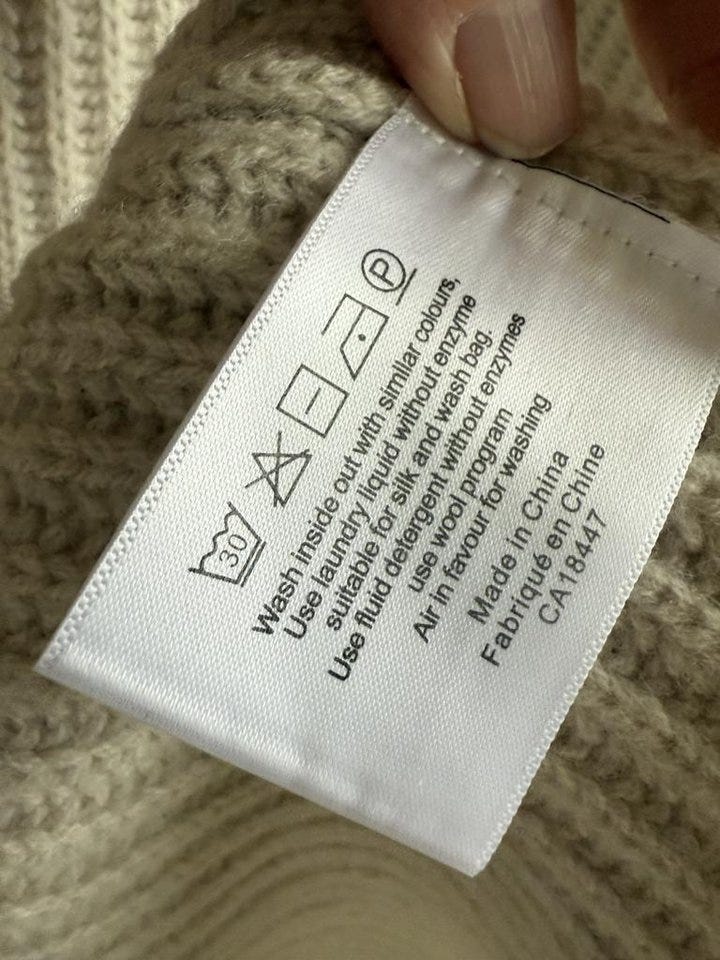 30
P
Wash inside out with similar colours,
Use laundry liquid without enzyme
suitable for silk and wash bag.
Use fluid detergent without enzymes
use wool program
Air in favour for washing
Made in China
Fabriqué en Chine
CA18447